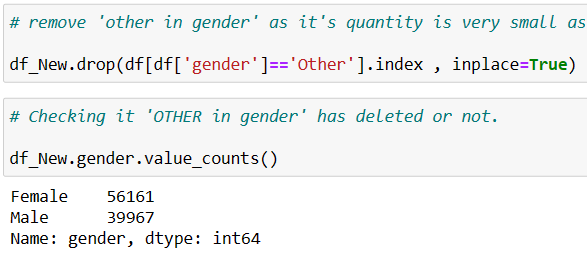 # remove 'other in gender' as it's quantity is very small as
df_New.drop(df[df['gender']=='Other'].index , inplace=True)
# Checking it 'OTHER in gender' has deleted or not.
df_New.gender.value_counts()
Female    56161
Male      39967
Name: gender, dtype: int64